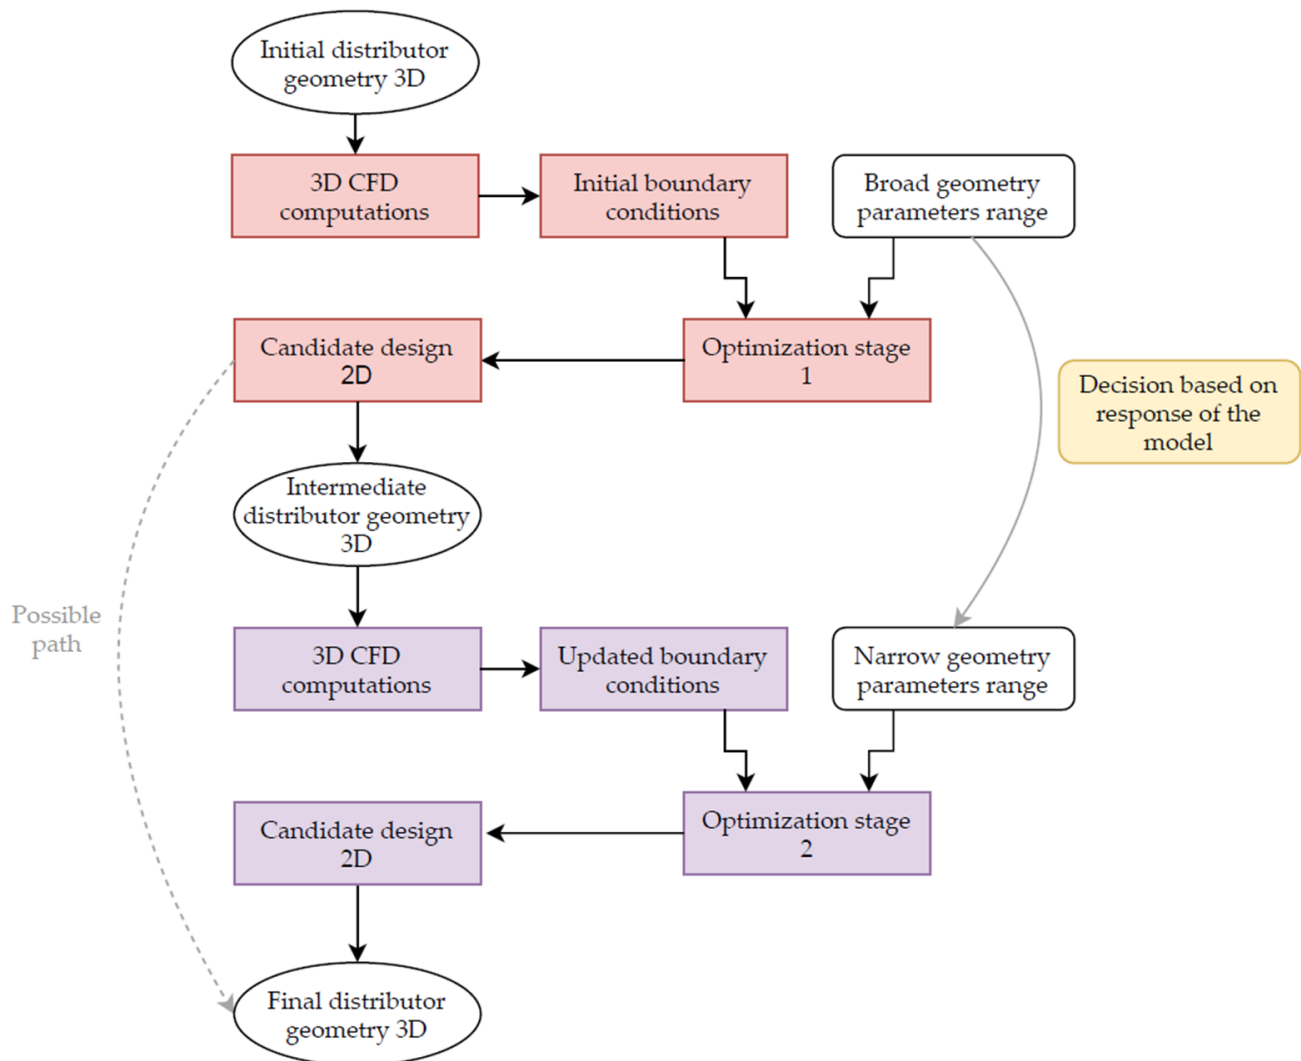 Initial distributor
geometry 3D
3D CFD
computations
Initial boundary
conditions
Broad geometry
parameters range
Candidate design
2D
Optimization stage
1
Decision based on
response of the
model
Intermediate
distributor geometry
3D
Possible
path
3D CFD
computations
Updated boundary
conditions
Narrow geometry
parameters range
Candidate design
2D
Optimization stage
2
Final distributor
geometry 3D